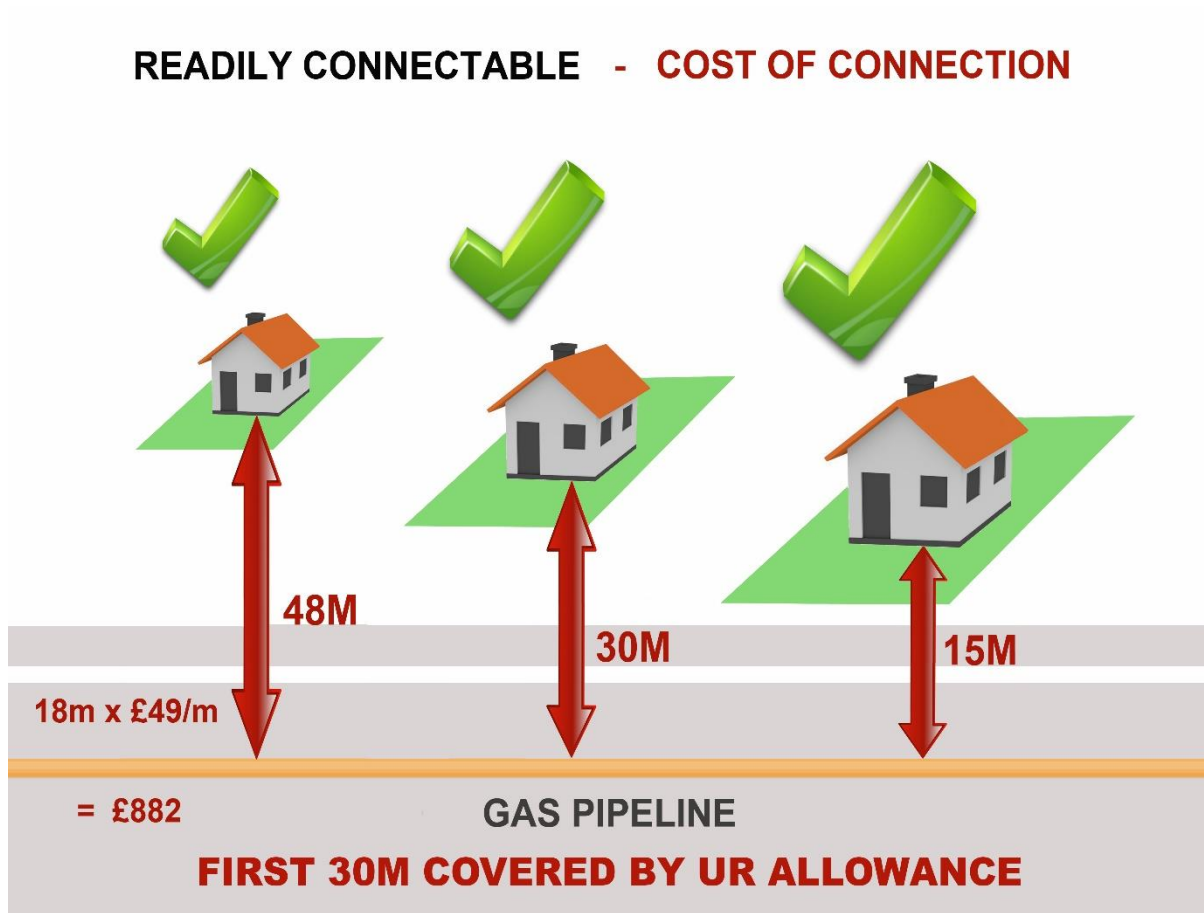 READILY CONNECTABLE - COST OF CONNECTION
48M
30M
15M
18m x £49/m
= £882
GAS PIPELINE
FIRST 30M COVERED BY UR ALLOWANCE